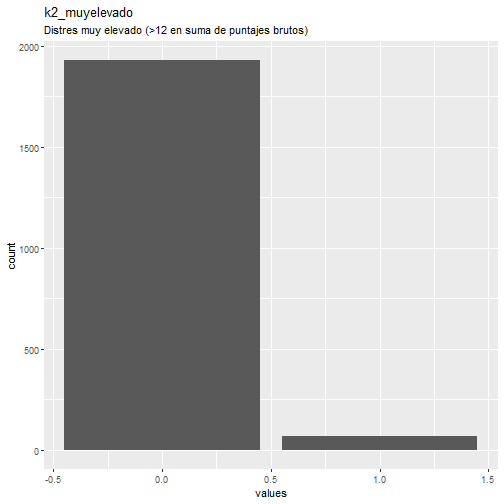 k2_muyelevado
Distres muy elevado (>12 en suma de puntajes brutos)
2000
1500
1000
500
0
count
-0.5 0.0 0.5 1.0 1.5
values